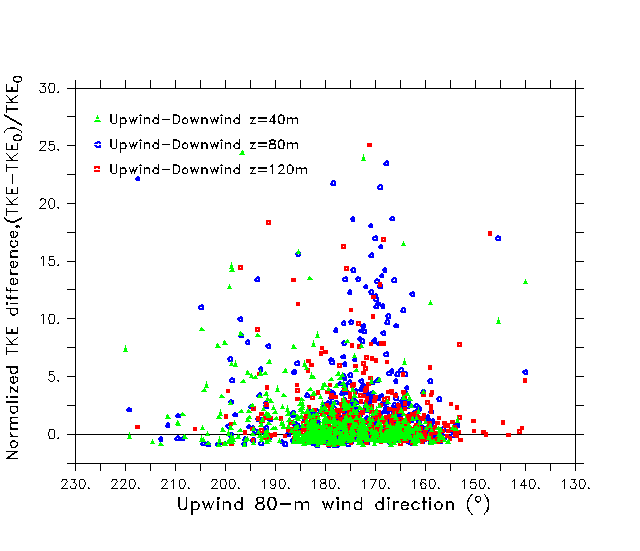 Normalized TKE difference,(TKE-TKE0)/TKE0
30.
25.
20.
15.
10.
5.
0.
Upwind-Downwind z=40m
Upwind-Downwind z=80m
Upwind-Downwind z=120m
230. 220. 210. 200. 190. 180. 170. 160. 150. 140. 130.
Upwind 80-m wind direction (°)